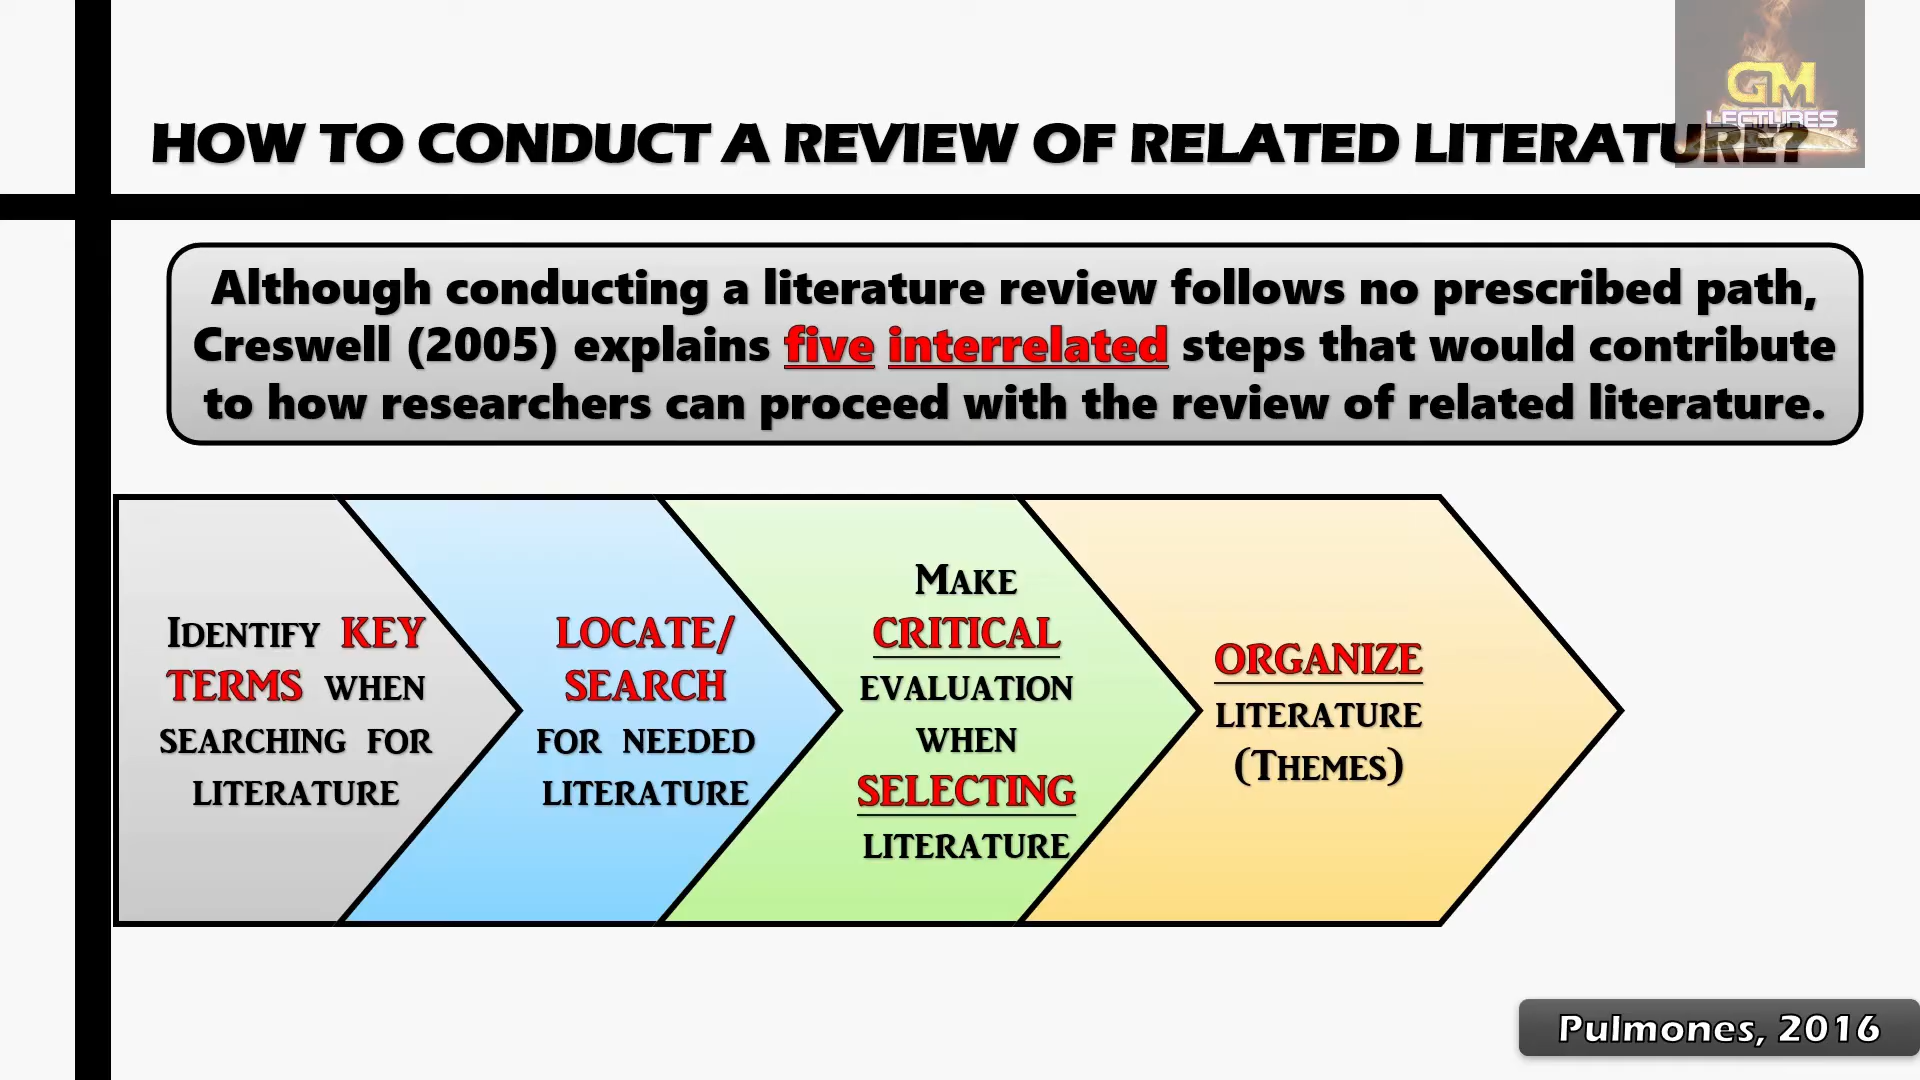 GM
LECTURES
HOW TO CONDUCT A REVIEW OF RELATED LITERATURE?
Although conducting a literature review follows no prescribed path,
Creswell (2005) explains five interrelated steps that would contribute
to how researchers can proceed with the review of related literature.
IDENTIFY KEY
TERMS WHEN
SEARCHING FOR
LITERATURE
LOCATE/
SEARCH
FOR NEEDED
LITERATURE
MAKE
CRITICAL
EVALUATION
WHEN
SELECTING
LITERATURE
ORGANIZE
LITERATURE
(THEMES)
Pulmones, 2016